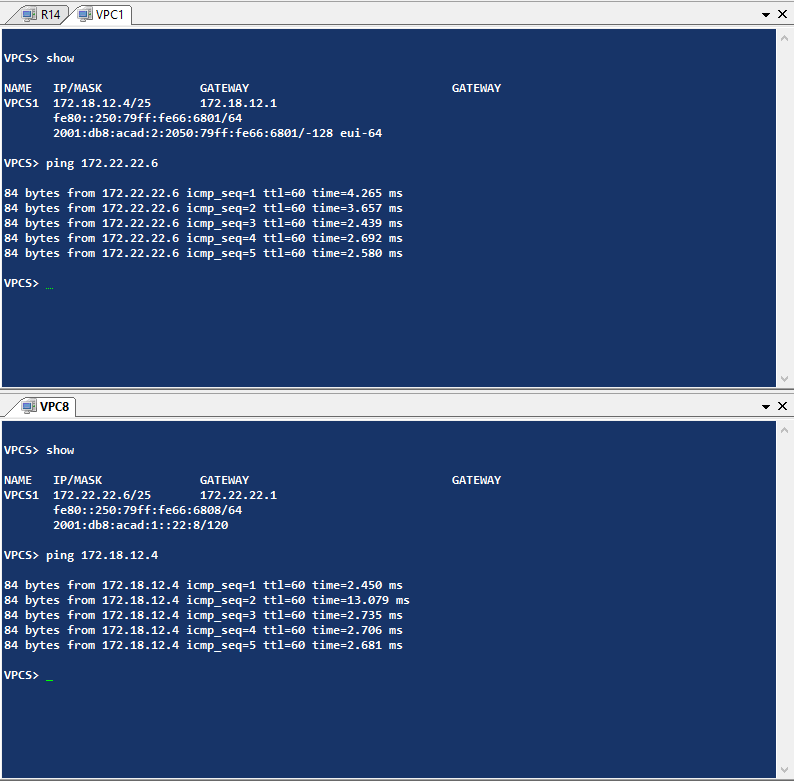 R14 VPC1
VPCS> show
NAME IP/MASK GATEWAY GATEWAY
VPCS1 172.18.12.4/25 172.18.12.1
fe80::250:79ff:fe66:6801/64
2001:db8:acad:2:2050:79ff:fe66:6801/-128 eui-64
VPCS> ping 172.22.22.6
84 bytes from 172.22.22.6 icmp_seq=1 ttl=60 time=4.265 ms
84 bytes from 172.22.22.6 icmp_seq=2 ttl=60 time=3.657 ms
84 bytes from 172.22.22.6 icmp_seq=3 ttl=60 time=2.439 ms
84 bytes from 172.22.22.6 icmp_seq=4 ttl=60 time=2.692 ms
84 bytes from 172.22.22.6 icmp_seq=5 ttl=60 time=2.580 ms
VPCS> _
VPC8
VPCS> show
NAME IP/MASK GATEWAY GATEWAY
VPCS1 172.22.22.6/25 172.22.22.1
fe80::250:79ff:fe66:6808/64
2001:db8:acad:1::22:8/120
VPCS> ping 172.18.12.4
84 bytes from 172.18.12.4 icmp_seq=1 ttl=60 time=2.450 ms
84 bytes from 172.18.12.4 icmp_seq=2 ttl=60 time=13.079 ms
84 bytes from 172.18.12.4 icmp_seq=3 ttl=60 time=2.735 ms
84 bytes from 172.18.12.4 icmp_seq=4 ttl=60 time=2.706 ms
84 bytes from 172.18.12.4 icmp_seq=5 ttl=60 time=2.681 ms
VPCS> _